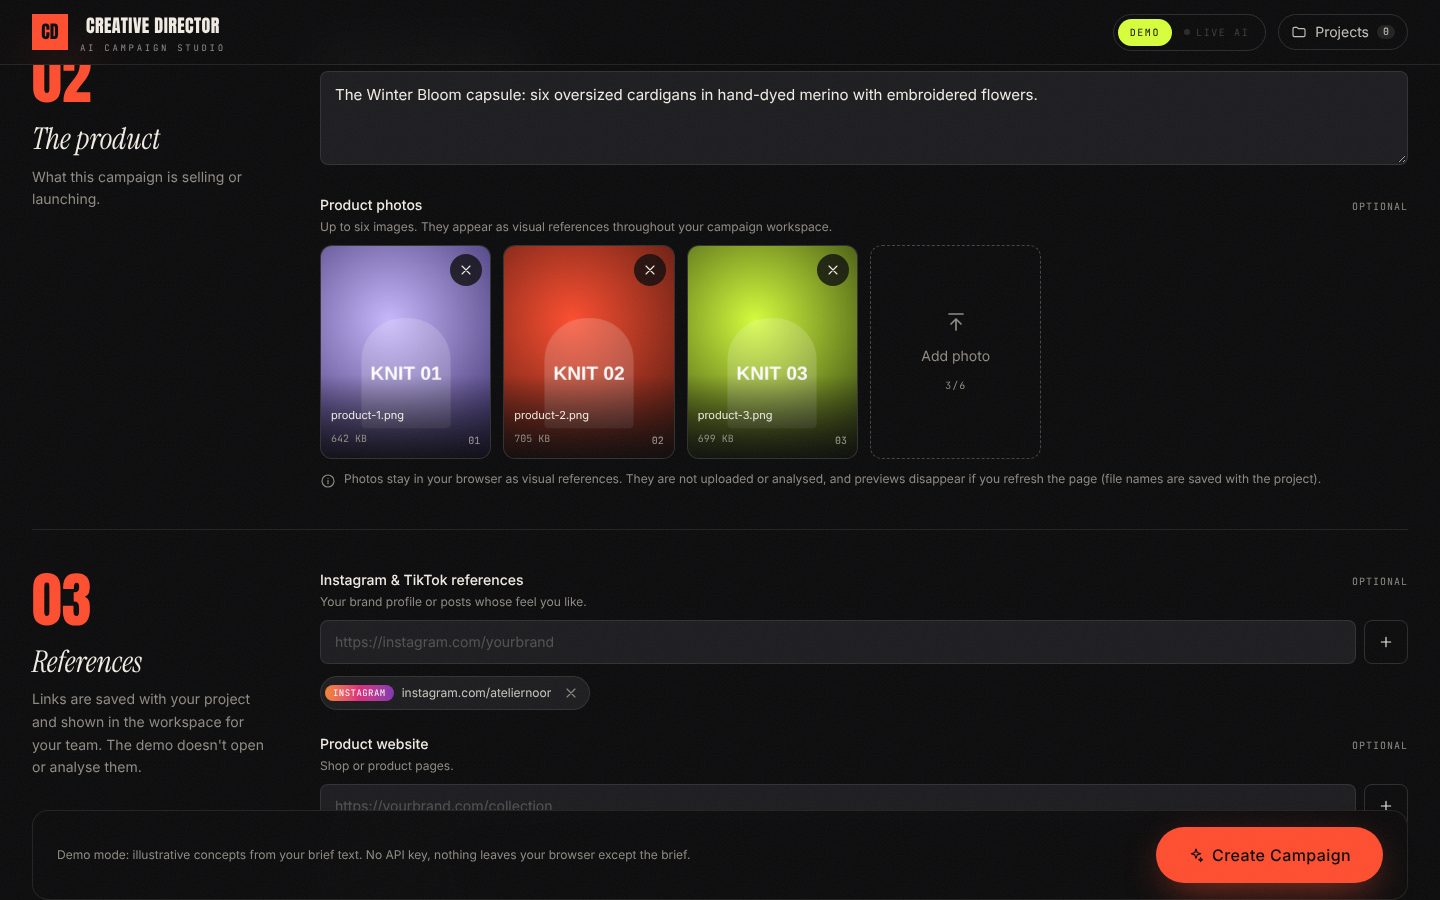 CD
CREATIVE DIRECTOR
AI CAMPAIGN STUDIO
DEMO
LIVE AI
Projects 0
02
The product
What this campaign is selling or
launching.
The Winter Bloom capsule: six oversized cardigans in hand-dyed merino with embroidered flowers.
Product photos
OPTIONAL
Up to six images. They appear as visual references throughout your campaign workspace.
KNIT 01
product-1.png
642 KB
01
KNIT 02
product-2.png
705 KB
02
KNIT 03
product-3.png
699 KB
03
Add photo
3/6
Photos stay in your browser as visual references. They are not uploaded or analysed, and previews disappear if you refresh the page (file names are saved with the project).
03
References
Links are saved with your project
and shown in the workspace for
your team. The demo doesn't open
or analyse them.
Instagram & TikTok references
OPTIONAL
Your brand profile or posts whose feel you like.
https://instagram.com/yourbrand
INSTAGRAM instagram.com/ateliernoor
Product website
OPTIONAL
Shop or product pages.
https://yourbrand.com/collection
Demo mode: illustrative concepts from your brief text. No API key, nothing leaves your browser except the brief.
Create Campaign